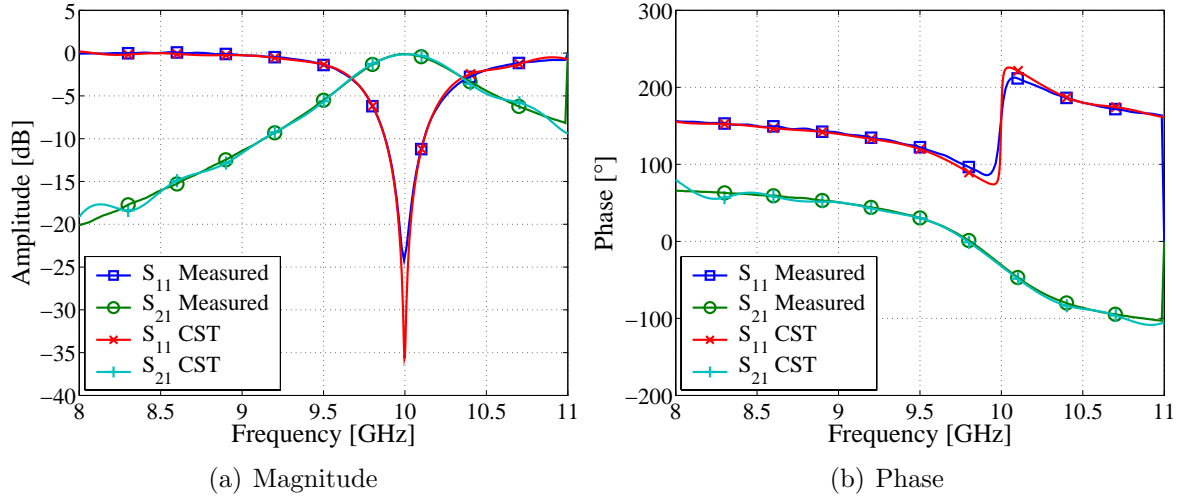 5
0
−5
−10
−15
−20
−25
−30
−35
−40
8
8.5
9
9.5
10
10.5
11
Amplitude [dB]
Frequency [GHz]
S11 Measured
S21 Measured
S11 CST
S21 CST
(a) Magnitude
300
200
100
0
−100
−200
8
8.5
9
9.5
10
10.5
11
Phase [°]
Frequency [GHz]
S11 Measured
S21 Measured
S11 CST
S21 CST
(b) Phase